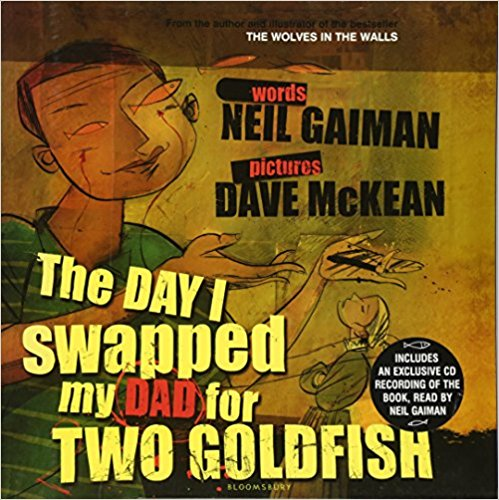 From the author and illustrator of the bestseller
THE WOLVES IN THE WALLS
words
NEIL GAIMAN
pictures
DAVE McKEAN
The DAY I
swapped
my DAD for
TWO GOLDFISH
INCLUDES
AN EXCLUSIVE CD
RECORDING OF THE
BOOK, READ BY
NEIL GAIMAN
BLOOMSBURY